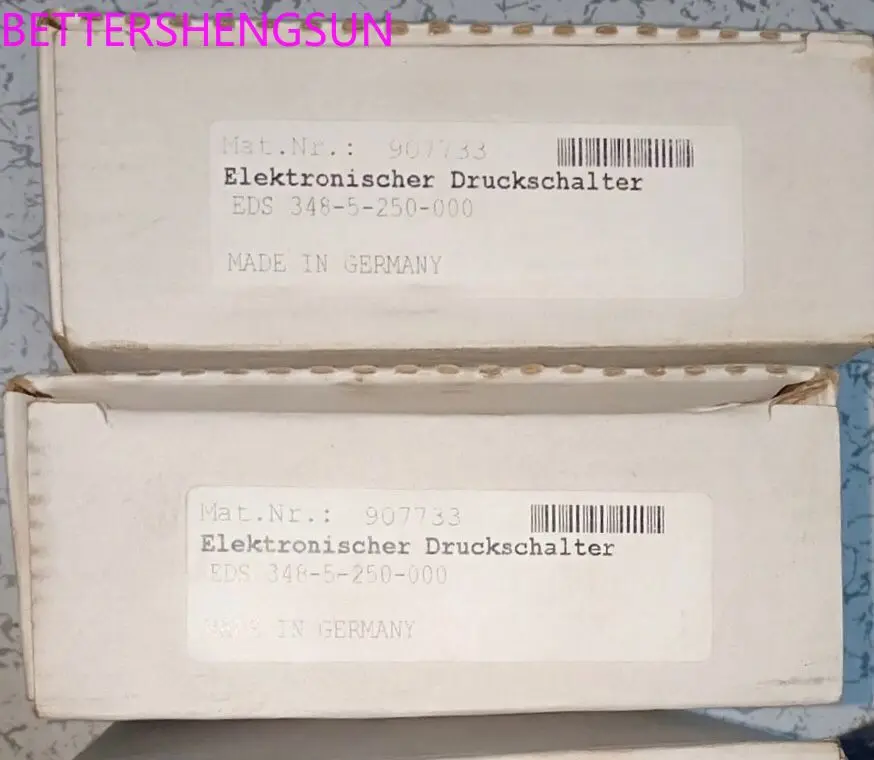 BETTERSHENGSUN
Mat.Nr.: 907733
Elektronischer Druckschalter
EDS 348-5-250-000
MADE IN GERMANY
Mat.Nr.: 907733
Elektronischer Druckschalter
EDS 348-5-250-000
MADE IN GERMANY